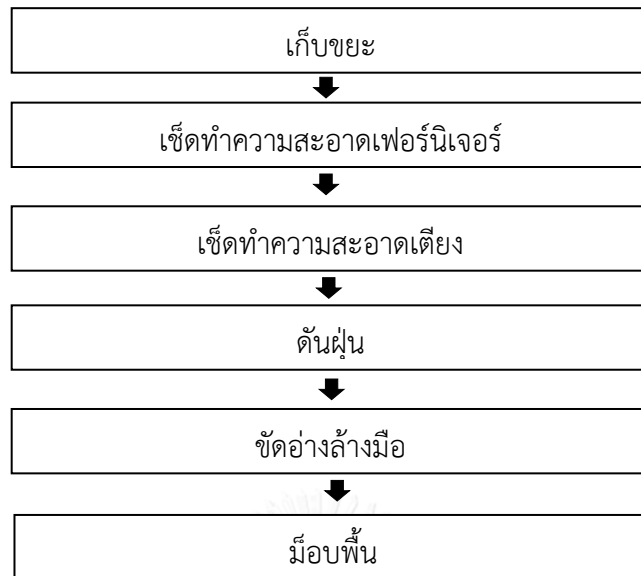 เก็บขยะ
เช็ดทำความสะอาดเฟอร์นิเจอร์
เช็ดทำความสะอาดเตียง
ดันฝุ่น
ขัดอ่างล้างมือ
ม็อบพื้น